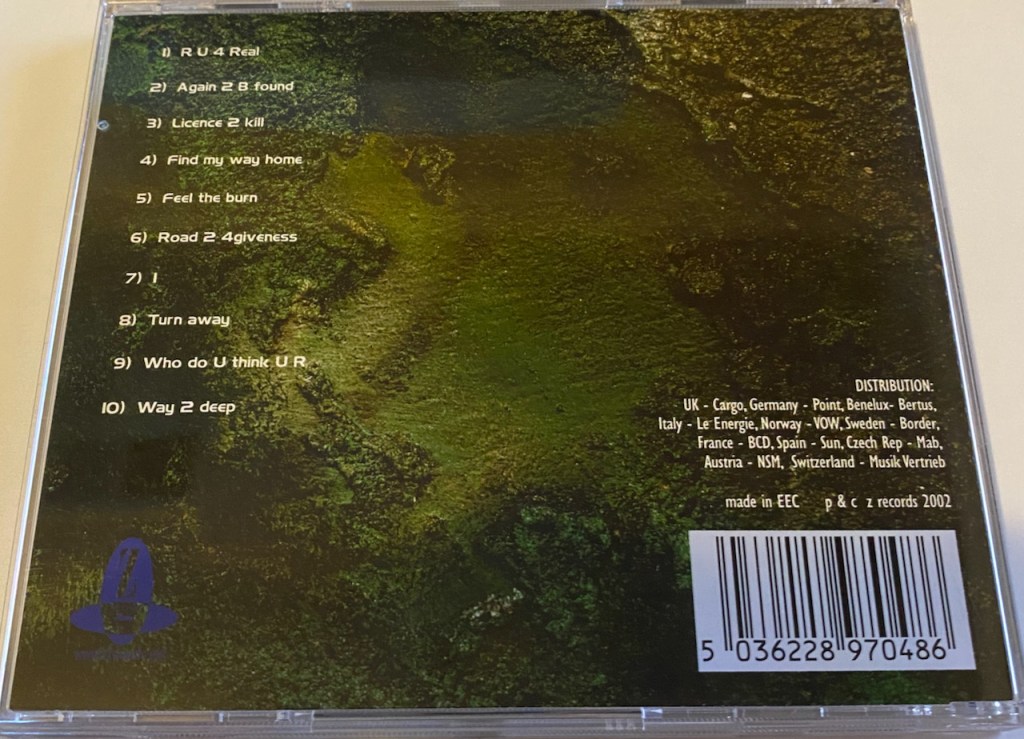 1) R U 4 Real
2) Again 2 B found
3) Licence 2 kill
4) Find my way home
5) Feel the burn
6) Road 2 4giveness
7) I
8) Turn away
9) Who do U think U R
10) Way 2 deep
DISTRIBUTION:
UK - Cargo, Germany - Point, Benelux- Bertus,
Italy - Le Energie, Norway - VOW, Sweden - Border,
France - BCD, Spain - Sun, Czech Rep - Mab,
Austria - NSM, Switzerland - Musik Vertrieb
made in EEC p & c z records 2002
5 036228 970486